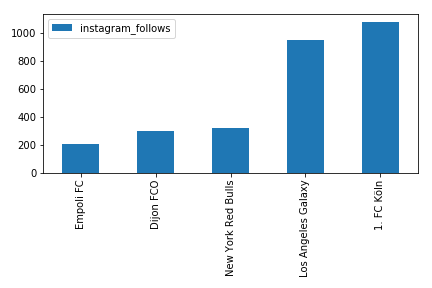 instagram_follows
1000
800
600
400
200
0
Empoli FC
Dijon FCO
New York Red Bulls
Los Angeles Galaxy
1. FC Köln